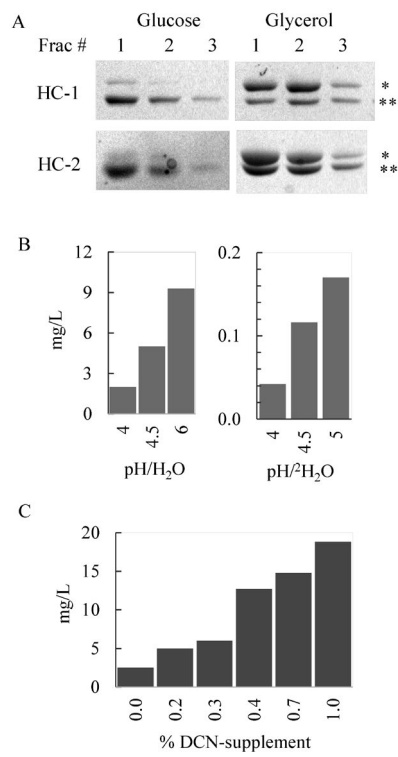 A
Glucose Glycerol
Frac # 1 2 3 1 2 3
HC-1 *
**
HC-2 *
**
B
12 0.2
9
mg/L
6 0.1
3
0 0.0
4 4.5 6 4 4.5 5
pH/H₂O pH/²H₂O
C
20
15
mg/L
10
5
0
0.0 0.2 0.3 0.4 0.7 1.0
% DCN-supplement